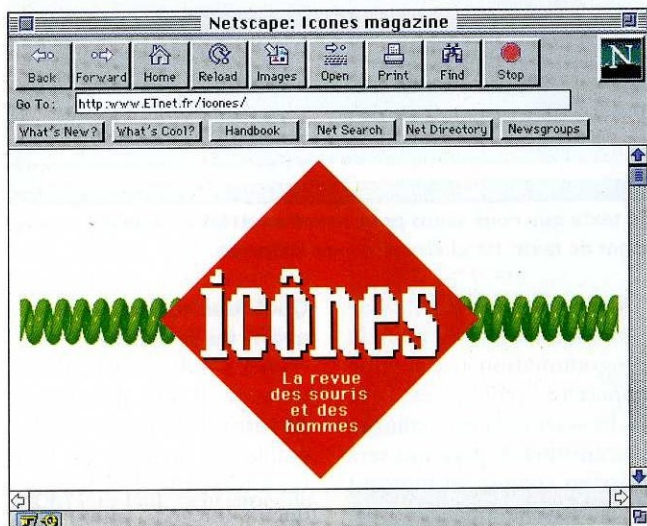 Netscape: Icones magazine
Back Forward Home Reload Images Open Print Find Stop
N
Go To: http:www.ETnet.fr/icones/
What's New? What's Cool? Handbook Net Search Net Directory Newsgroups
icônes
La revue
des souris
et des
hommes